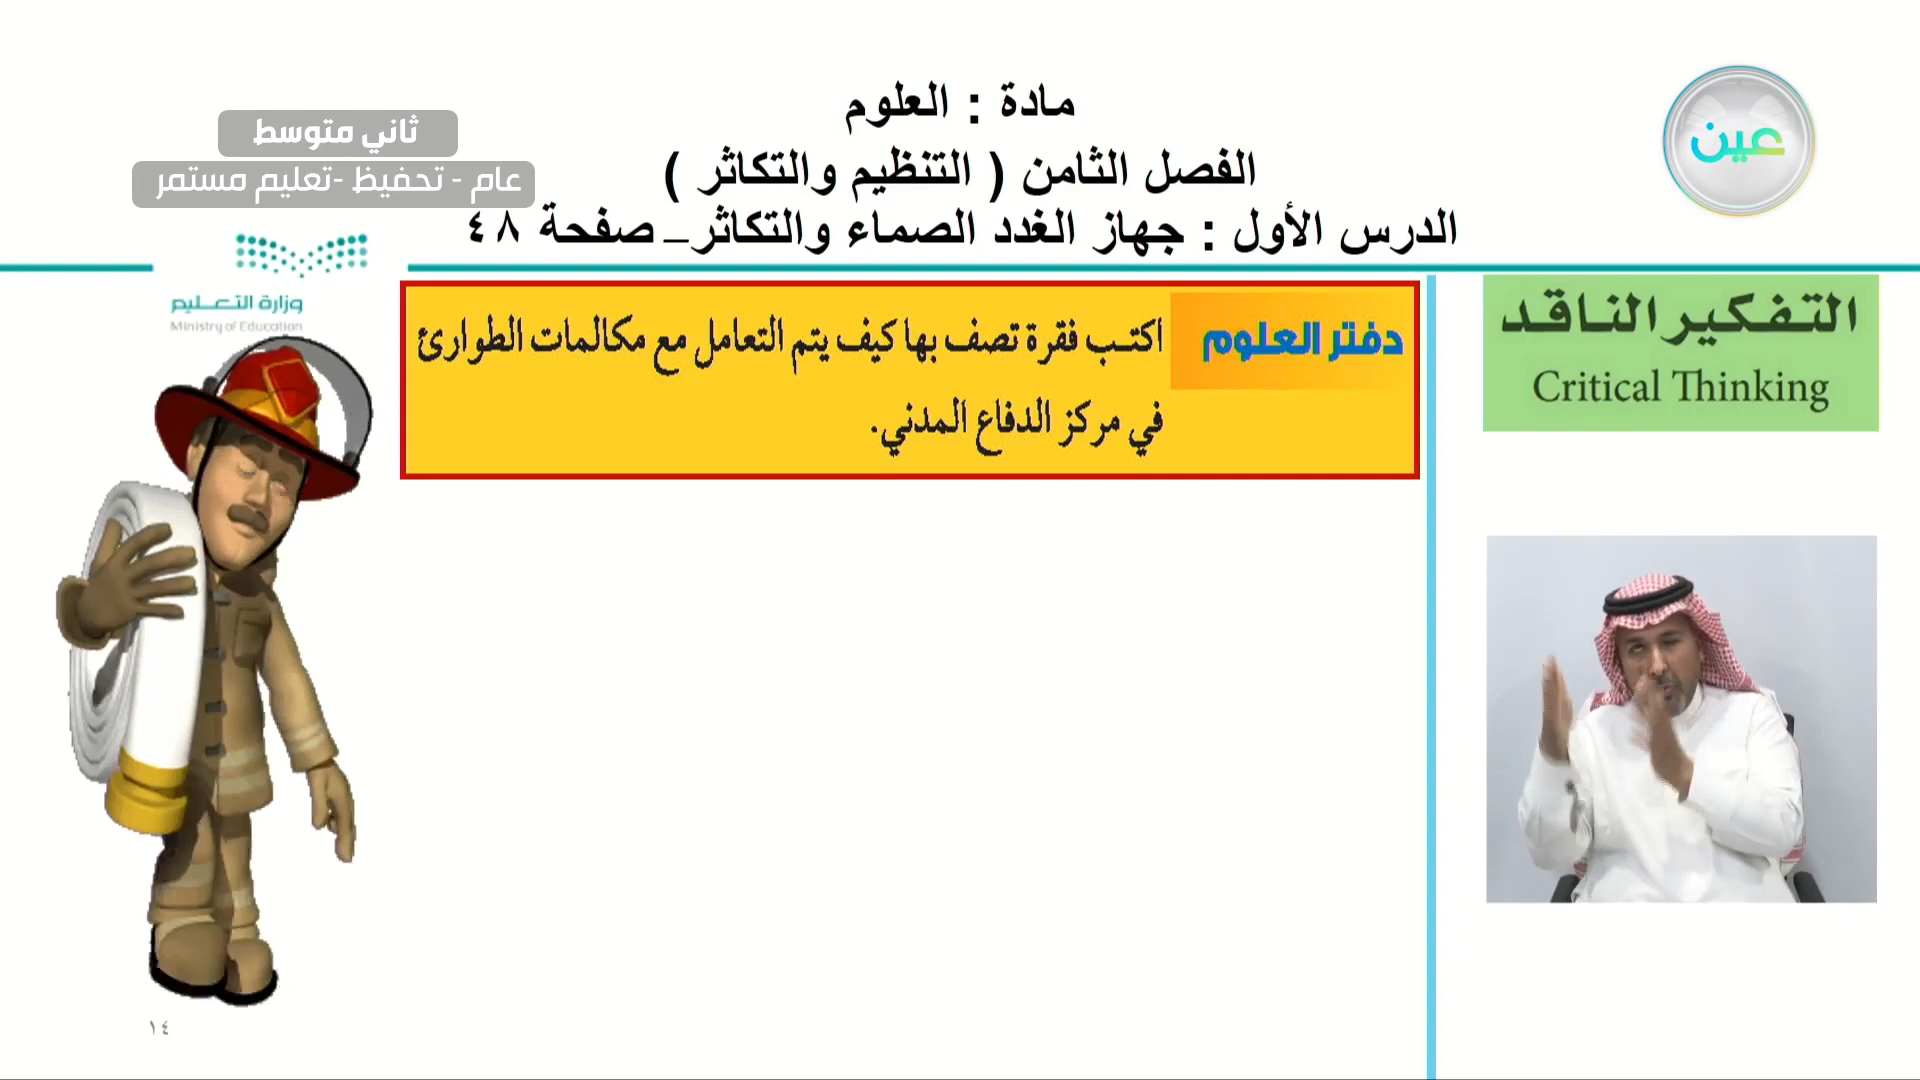 مادة : العلوم
الفصل الثامن ( التنظيم والتكاثر )
الدرس الأول : جهاز الغدد الصماء والتكاثر– صفحة ٤٨
عين
ثاني متوسط
عام - تحفيظ -تعليم مستمر
وزارة التعليم
Ministry of Education
التفكير الناقد
Critical Thinking
دفتر العلوم اكتب فقرة تصف بها كيف يتم التعامل مع مكالمات الطوارئ
في مركز الدفاع المدني.
١٤